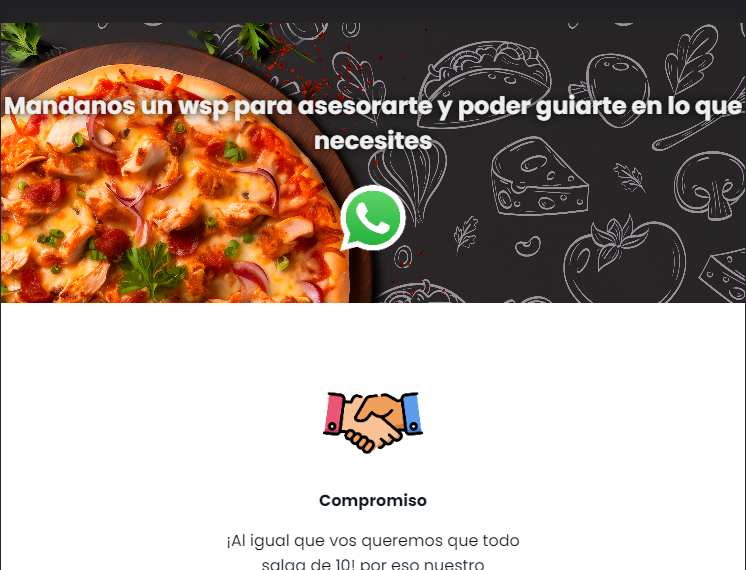 Mandanos un wsp para asesorarte y poder guiarte en lo que
necesites
Compromiso
¡Al igual que vos queremos que todo
salga de 10! por eso nuestro